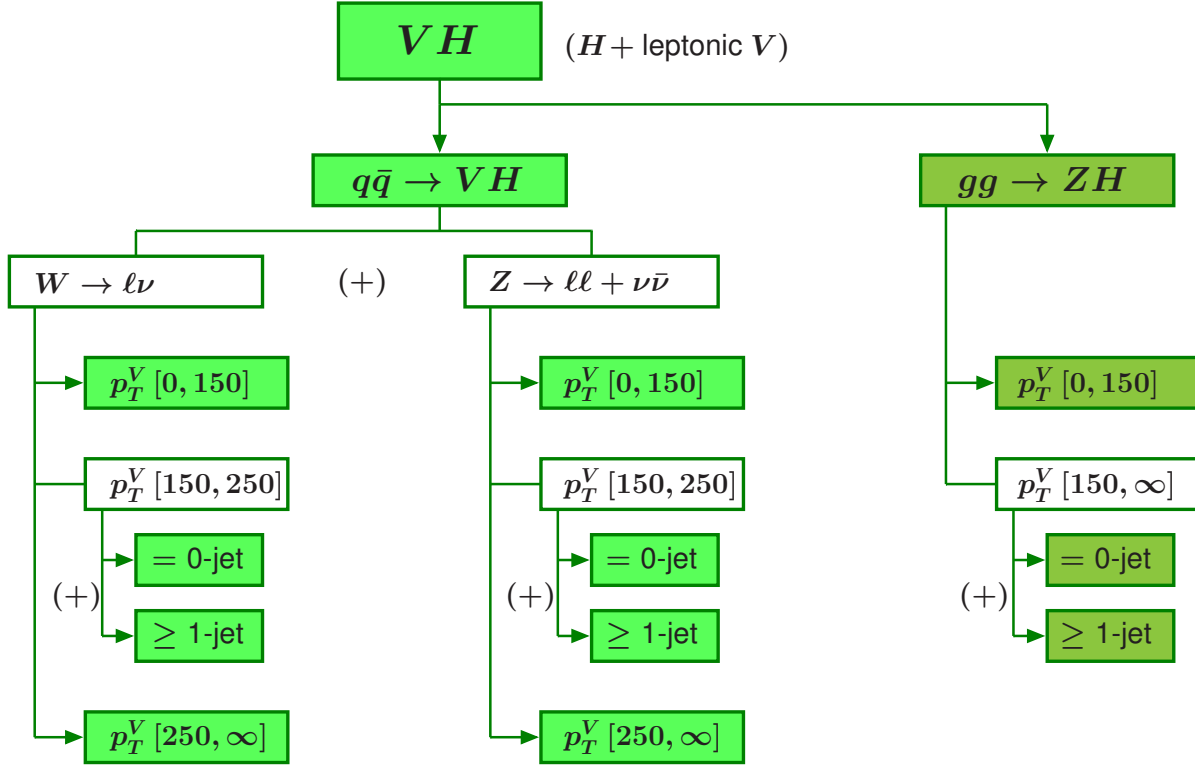 VH (H + leptonic V)
qq̄ → VH gg → ZH
W → ℓν (+) Z → ℓℓ + νν̄
p_T^V [0, 150] p_T^V [0, 150] p_T^V [0, 150]
p_T^V [150, 250] p_T^V [150, 250] p_T^V [150, ∞]
= 0-jet = 0-jet = 0-jet
(+) (+) (+)
≥ 1-jet ≥ 1-jet ≥ 1-jet
p_T^V [250, ∞] p_T^V [250, ∞]